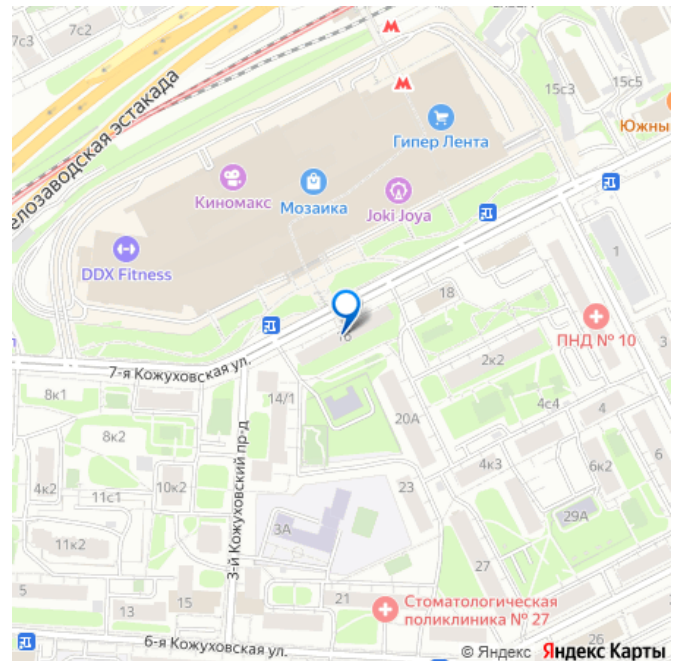 7с3
7с2
15с3
15с5
Южны
Гипер Лента
Киномакс
Мозаика
Joki Joya
елозаводская эстакада
DDX Fitness
1
18
ПНД № 10
3
16
7-я Кожуховская ул.
2к2
8к1
14/1
20А
4с4
4
8к2
3-й Кожуховский пр-д
4к3
6к2
4к2
11с1
10к2
23
29А
11к2
3А
27
5
13
15
21
Стоматологическая
поликлиника № 27
26
6-я Кожуховская ул.
© Яндекс Яндекс Карты